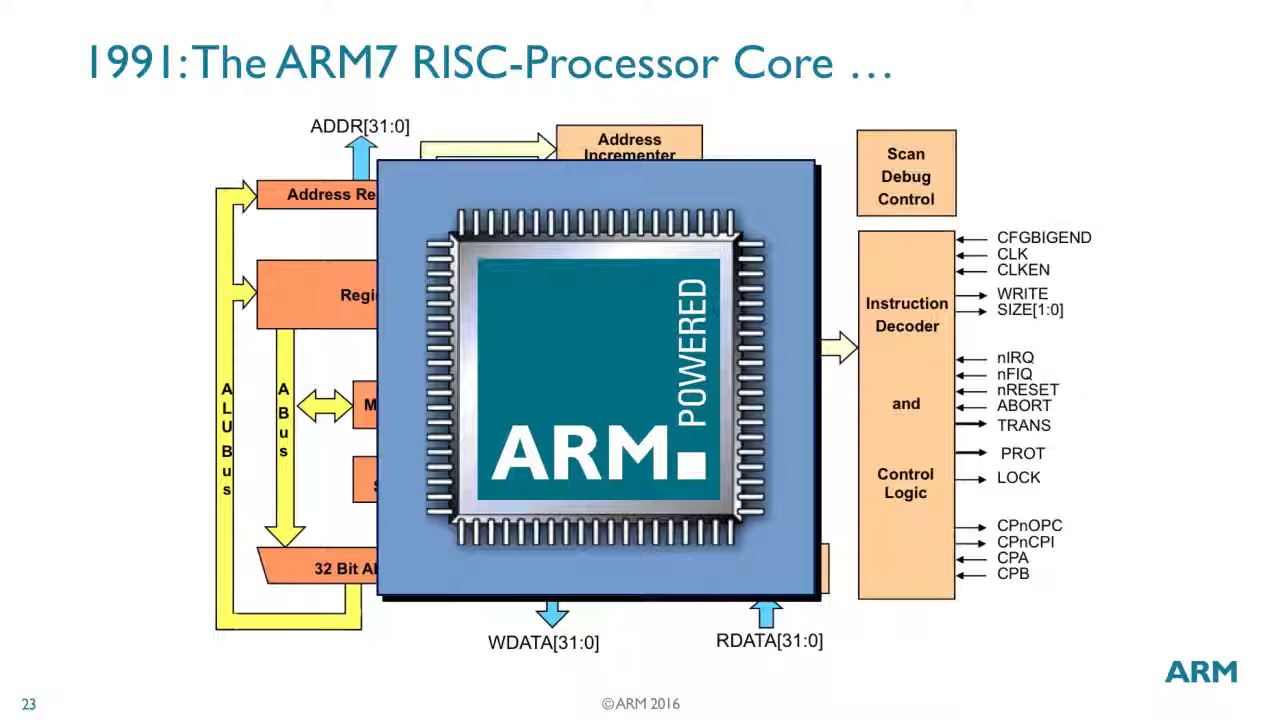 1991: The ARM7 RISC-Processor Core …
ADDR[31:0]
Address
Incrementer
Scan
Debug
Control
Address Re
Regi
A
L
U
B
u
s
A
B
u
s
M
32 Bit A
POWERED
ARM
Instruction
Decoder
and
Control
Logic
CFGBIGEND
CLK
CLKEN
WRITE
SIZE[1:0]
nIRQ
nFIQ
nRESET
ABORT
TRANS
PROT
LOCK
CPnOPC
CPnCPI
CPA
CPB
WDATA[31:0]
RDATA[31:0]
ARM
23
© ARM 2016